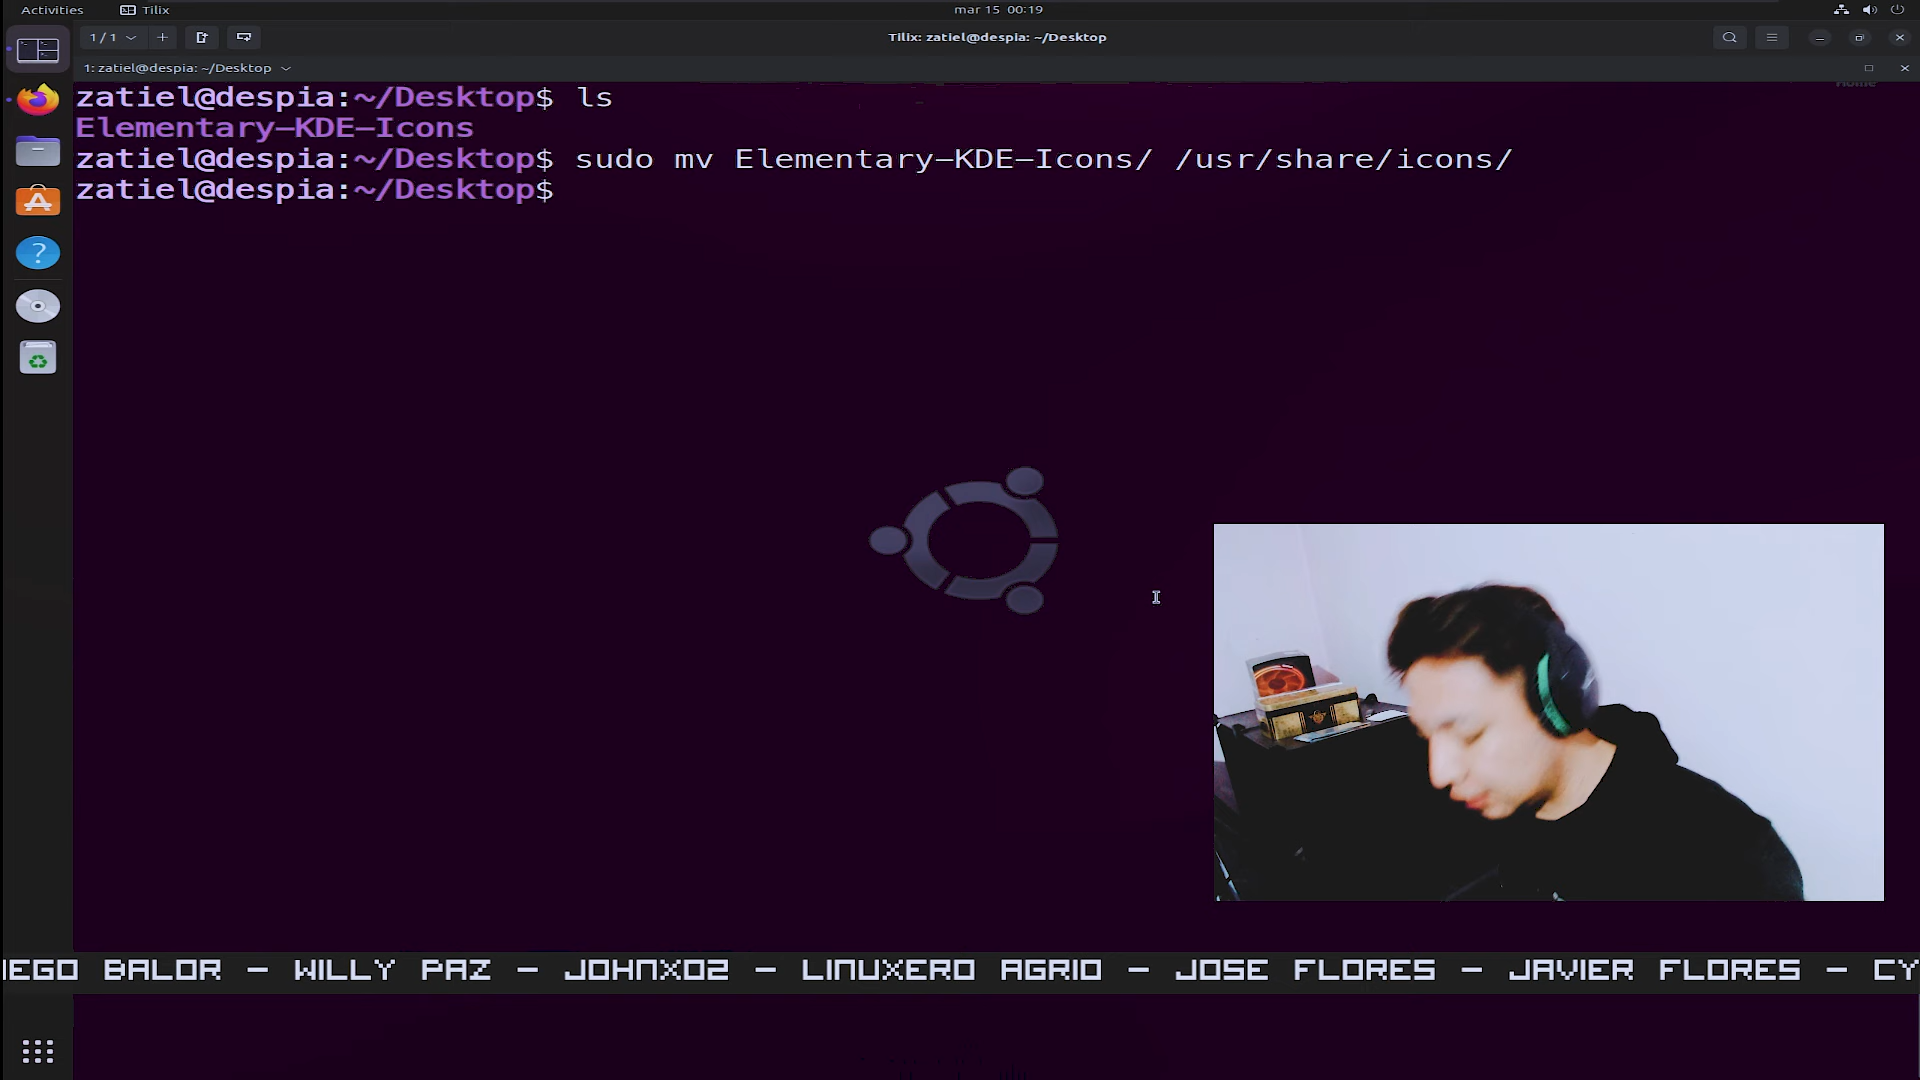 Activities
Tilix
mar 15 00:19
1 / 1
Tilix: zatiel@despia: ~/Desktop
1: zatiel@despia: ~/Desktop
Home
zatiel@despia:~/Desktop$ ls
Elementary-KDE-Icons
zatiel@despia:~/Desktop$ sudo mv Elementary-KDE-Icons/ /usr/share/icons/
zatiel@despia:~/Desktop$
EGO BALOR - WILLY PAZ - JOHNX02 - LINUXERO AGRIO - JOSE FLORES - JAVIER FLORES - CY